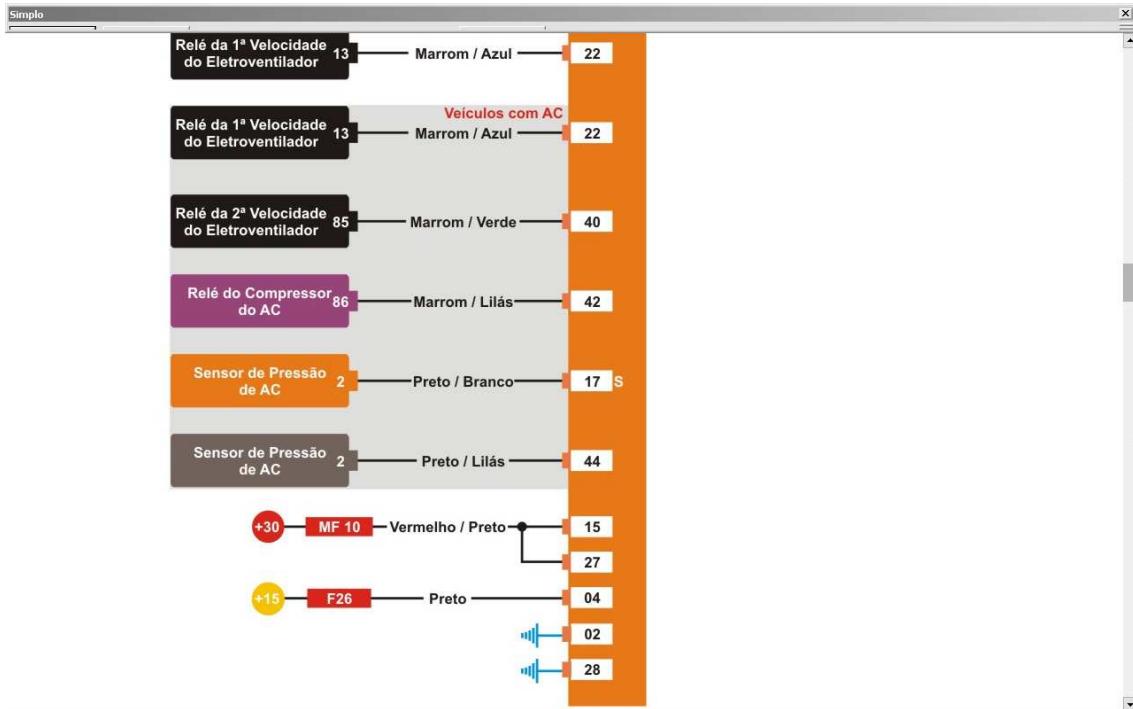 Simplo
Relé da 1ª Velocidade
do Eletroventilador
13
Marrom / Azul
22
Veículos com AC
Relé da 1ª Velocidade
do Eletroventilador
13
Marrom / Azul
22
Relé da 2ª Velocidade
do Eletroventilador
85
Marrom / Verde
40
Relé do Compressor
do AC
86
Marrom / Lilás
42
Sensor de Pressão
de AC
2
Preto / Branco
17 S
Sensor de Pressão
de AC
2
Preto / Lilás
44
+30 MF 10 Vermelho / Preto 15
27
+15 F26 Preto 04
02
28